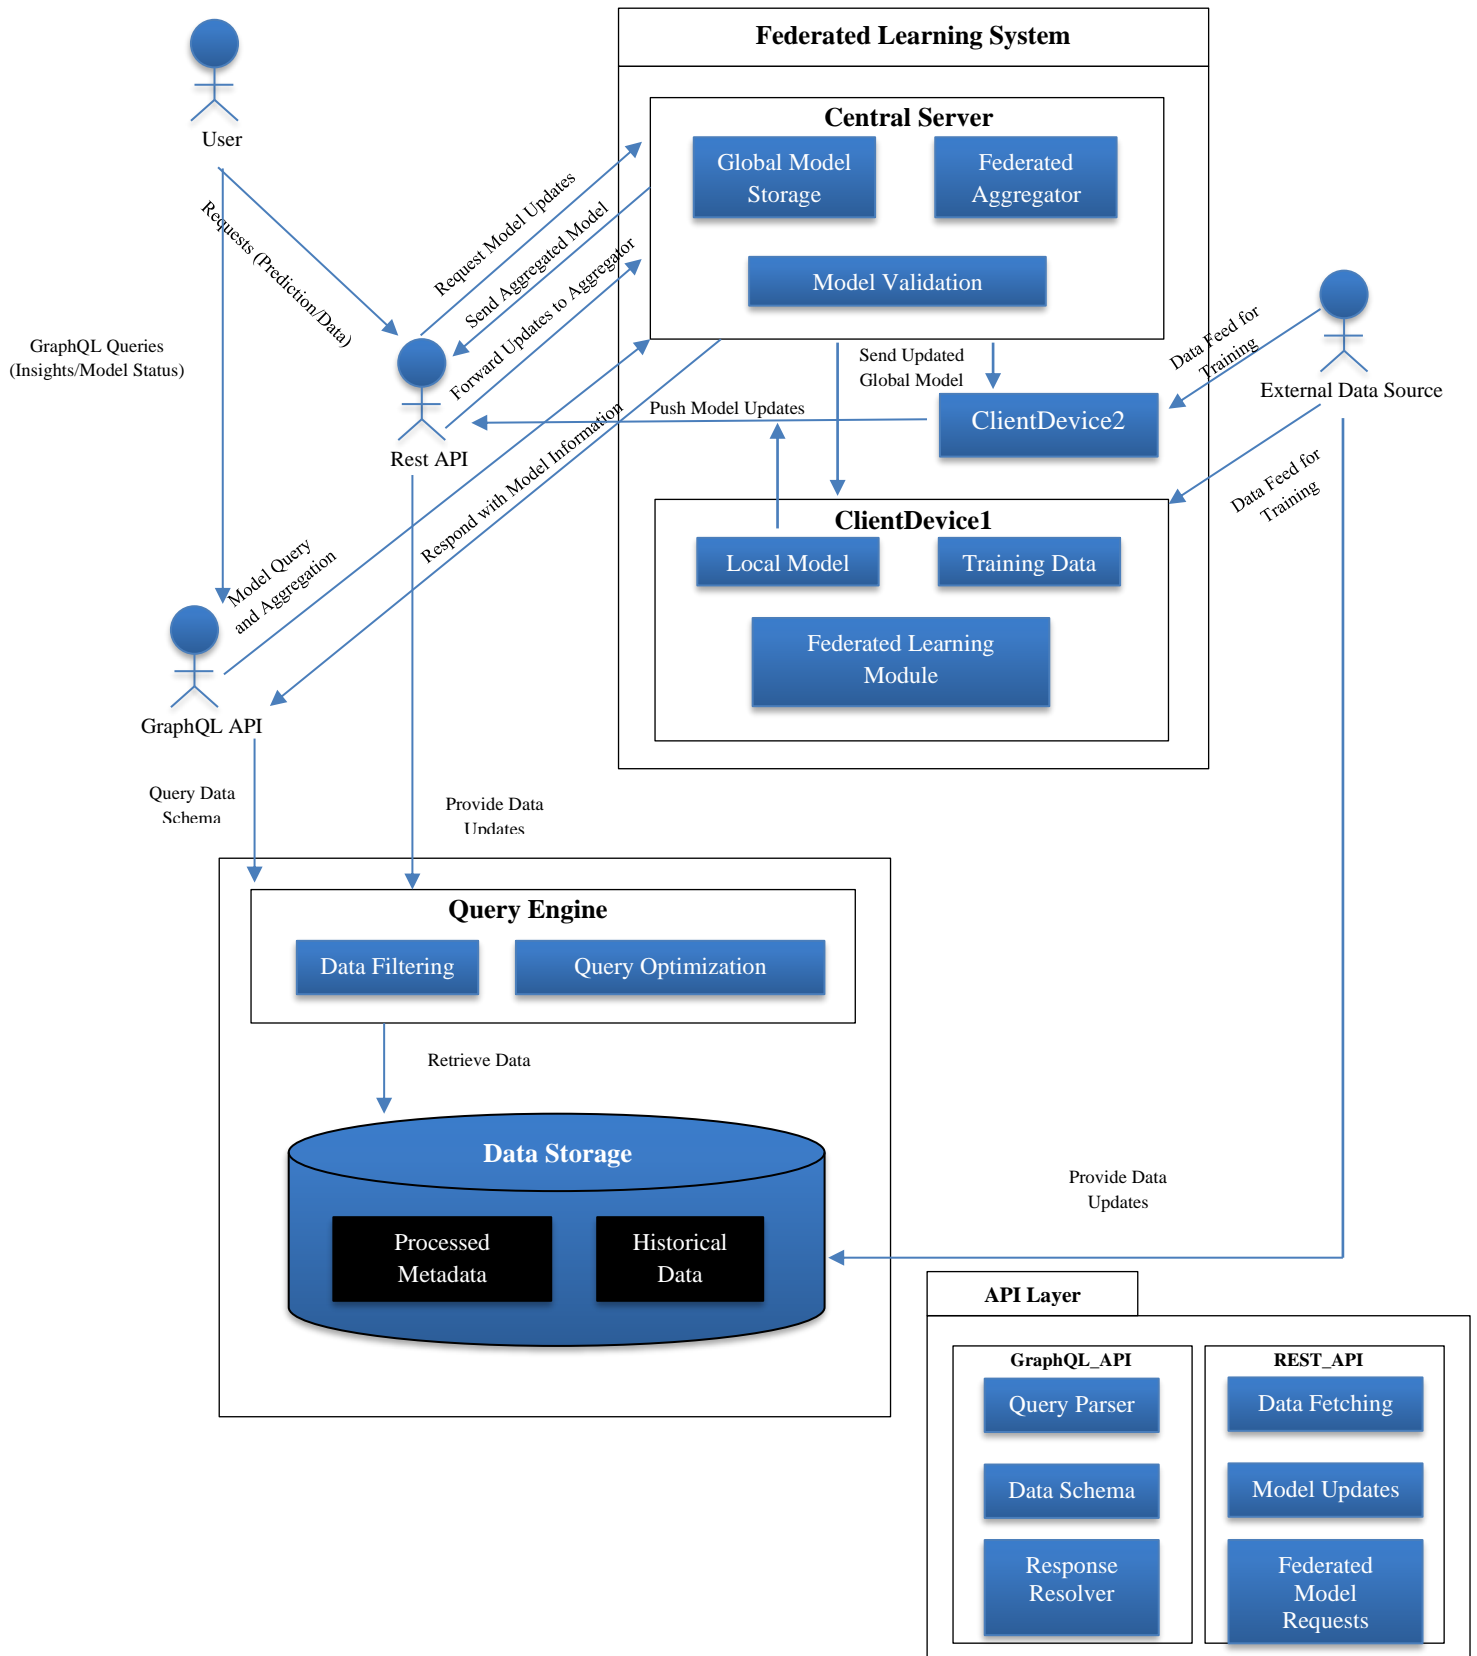 Federated Learning System
User
Central Server
Global Model
Storage
Federated
Aggregator
Model Validation
Request Model Updates
Send Aggregated Model
Forward Updates to Aggregator
Requests (Prediction/Data)
GraphQL Queries
(Insights/Model Status)
Rest API
Send Updated
Global Model
Push Model Updates
ClientDevice2
Data Feed for
Training
External Data Source
Data Feed for
Training
Respond with Model Information
Model Query
and Aggregation
ClientDevice1
Local Model
Training Data
Federated Learning
Module
GraphQL API
Query Data
Schema
Provide Data
Updates
Query Engine
Data Filtering
Query Optimization
Retrieve Data
Data Storage
Processed
Metadata
Historical
Data
Provide Data
Updates
API Layer
GraphQL_API
Query Parser
Data Schema
Response
Resolver
REST_API
Data Fetching
Model Updates
Federated
Model
Requests